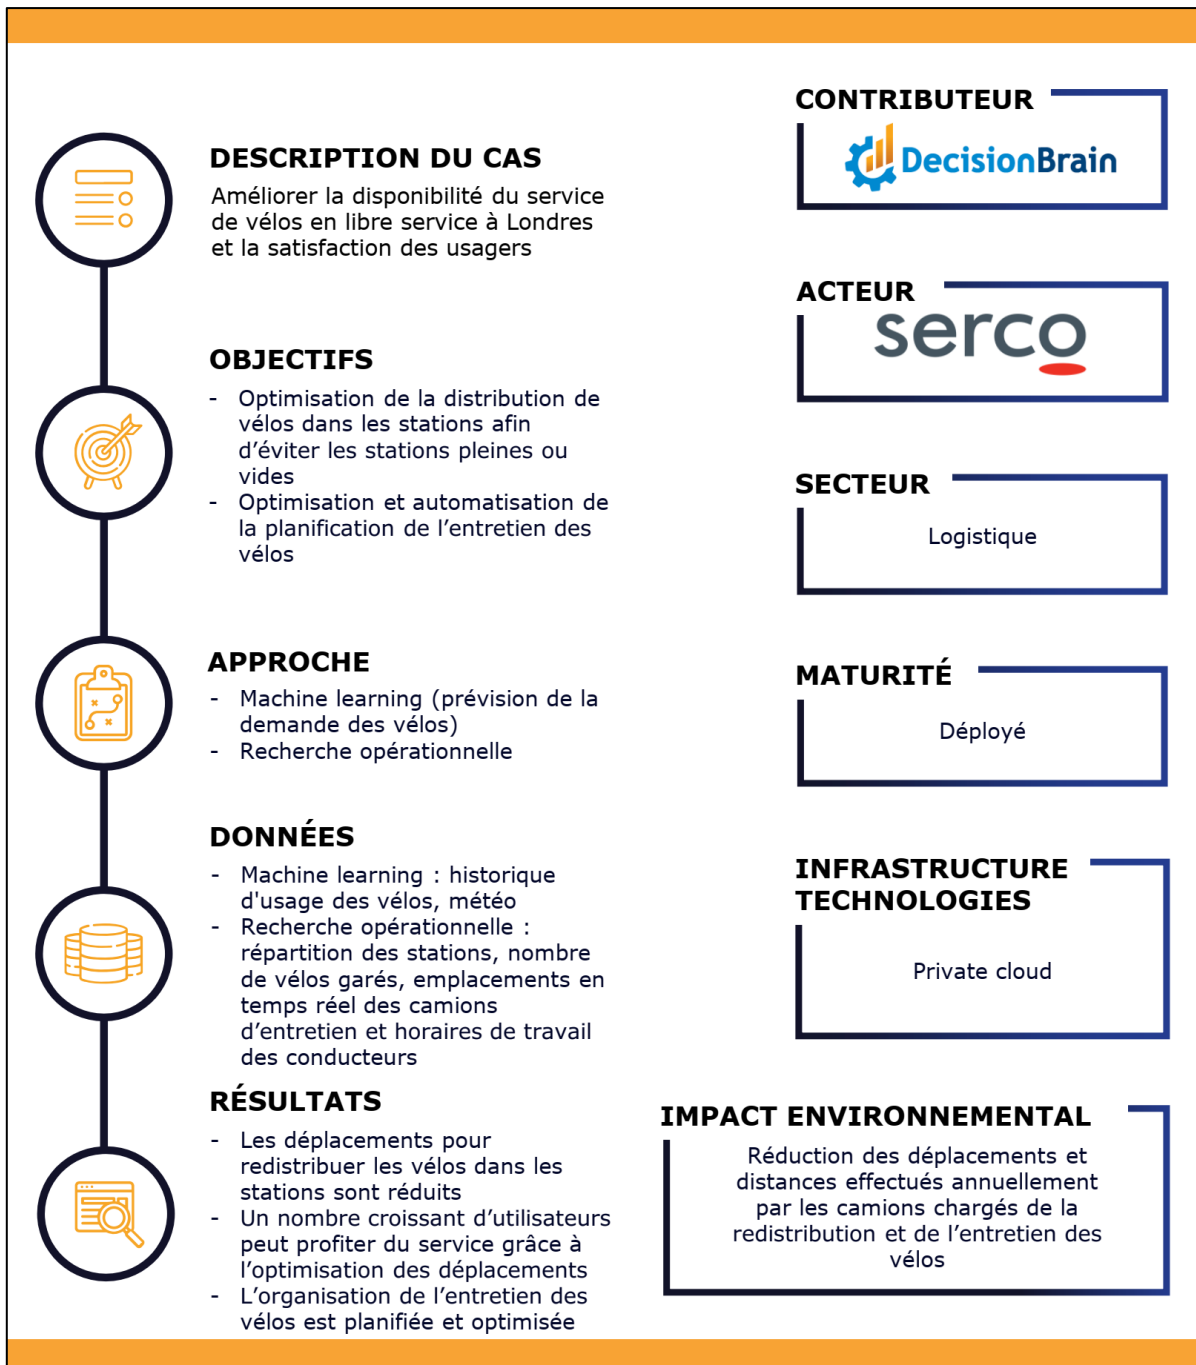 DESCRIPTION DU CAS
Améliorer la disponibilité du service
de vélos en libre service à Londres
et la satisfaction des usagers
OBJECTIFS
- Optimisation de la distribution de
vélos dans les stations afin
d’éviter les stations pleines ou
vides
- Optimisation et automatisation de
la planification de l’entretien des
vélos
APPROCHE
- Machine learning (prévision de la
demande des vélos)
- Recherche opérationnelle
DONNÉES
- Machine learning : historique
d'usage des vélos, météo
- Recherche opérationnelle :
répartition des stations, nombre
de vélos garés, emplacements en
temps réel des camions
d’entretien et horaires de travail
des conducteurs
RÉSULTATS
- Les déplacements pour
redistribuer les vélos dans les
stations sont réduits
- Un nombre croissant d’utilisateurs
peut profiter du service grâce à
l’optimisation des déplacements
- L’organisation de l’entretien des
vélos est planifiée et optimisée
CONTRIBUTEUR
DecisionBrain
ACTEUR
serco
SECTEUR
Logistique
MATURITÉ
Déployé
INFRASTRUCTURE
TECHNOLOGIES
Private cloud
IMPACT ENVIRONNEMENTAL
Réduction des déplacements et
distances effectués annuellement
par les camions chargés de la
redistribution et de l’entretien des
vélos